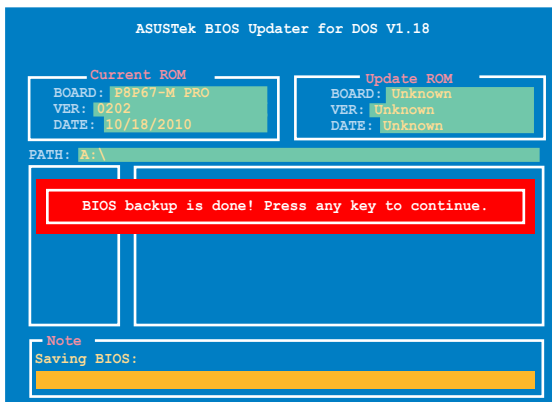 ASUSTek BIOS Updater for DOS V1.18
Current ROM
BOARD: P8P67-M PRO
VER: 0202
DATE: 10/18/2010
Update ROM
BOARD: Unknown
VER: Unknown
DATE: Unknown
PATH: A:\
BIOS backup is done! Press any key to continue.
Note
Saving BIOS: